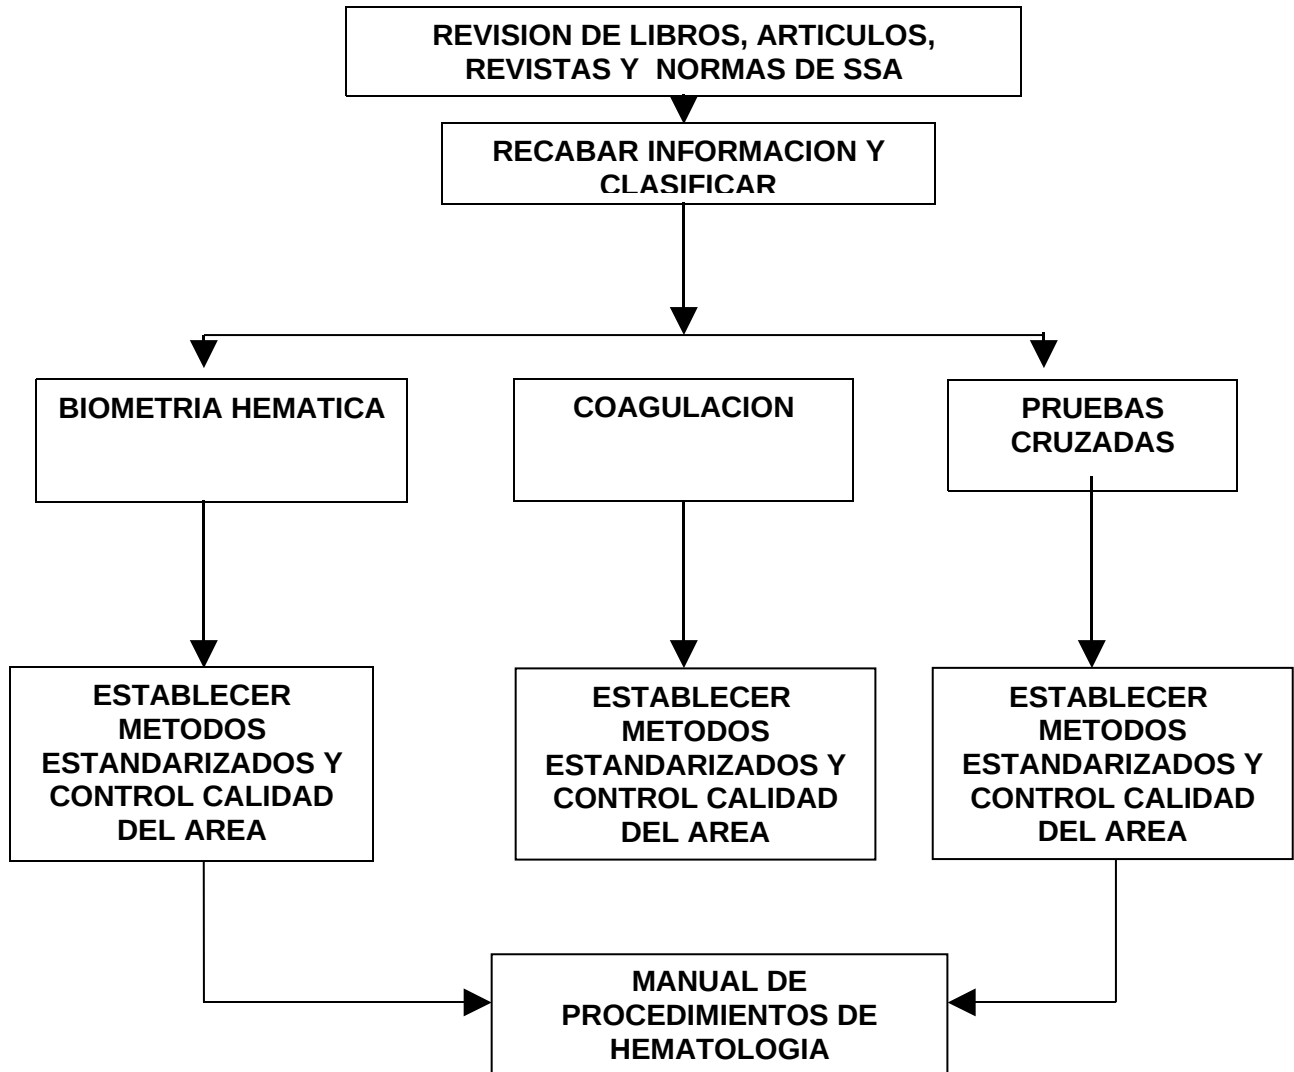 REVISION DE LIBROS, ARTICULOS,
REVISTAS Y NORMAS DE SSA
RECABAR INFORMACION Y
CLASIFICAR
BIOMETRIA HEMATICA
COAGULACION
PRUEBAS
CRUZADAS
ESTABLECER
METODOS
ESTANDARIZADOS Y
CONTROL CALIDAD
DEL AREA
ESTABLECER
METODOS
ESTANDARIZADOS Y
CONTROL CALIDAD
DEL AREA
ESTABLECER
METODOS
ESTANDARIZADOS Y
CONTROL CALIDAD
DEL AREA
MANUAL DE
PROCEDIMIENTOS DE
HEMATOLOGIA